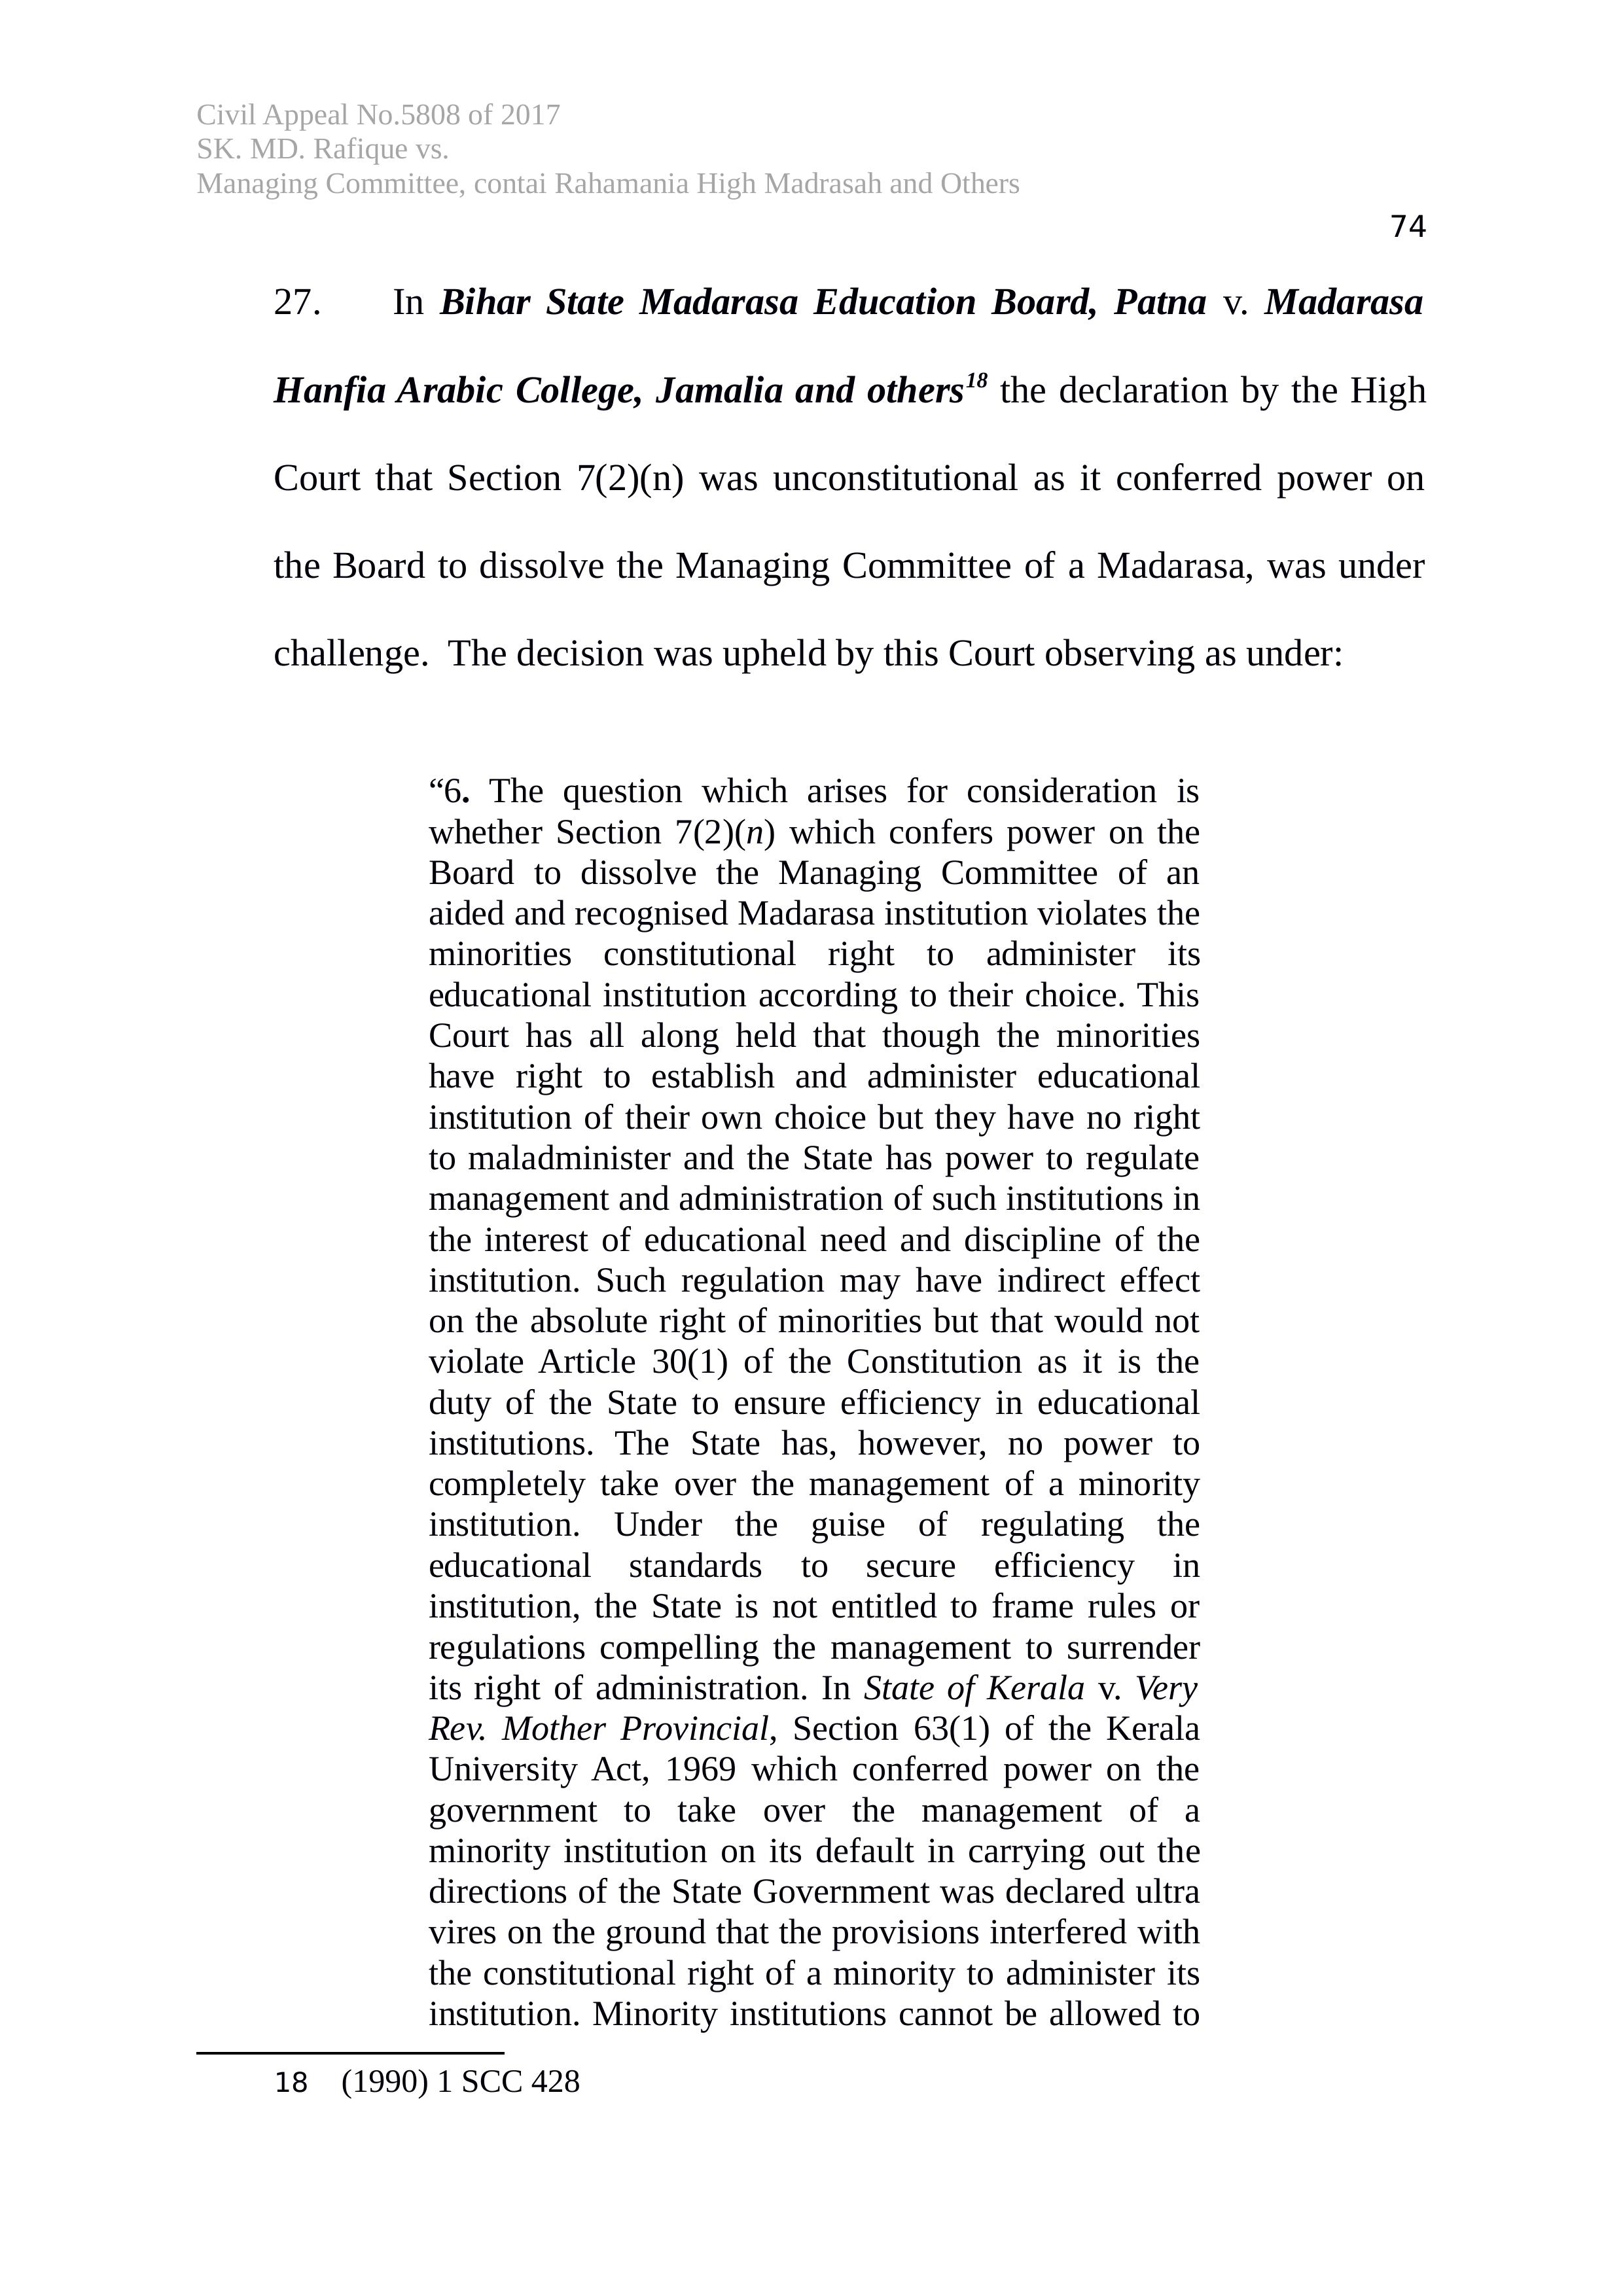 Civil Appeal No.5808 of 2017
SK. MD. Rafique vs.
Managing Committee, contai Rahamania High Madrasah and Others
74
27. In Bihar State Madarasa Education Board, Patna v. Madarasa
Hanfia Arabic College, Jamalia and others18 the declaration by the High
Court that Section 7(2)(n) was unconstitutional as it conferred power on
the Board to dissolve the Managing Committee of a Madarasa, was under
challenge. The decision was upheld by this Court observing as under:
“6. The question which arises for consideration is
whether Section 7(2)(n) which confers power on the
Board to dissolve the Managing Committee of an
aided and recognised Madarasa institution violates the
minorities constitutional right to administer its
educational institution according to their choice. This
Court has all along held that though the minorities
have right to establish and administer educational
institution of their own choice but they have no right
to maladminister and the State has power to regulate
management and administration of such institutions in
the interest of educational need and discipline of the
institution. Such regulation may have indirect effect
on the absolute right of minorities but that would not
violate Article 30(1) of the Constitution as it is the
duty of the State to ensure efficiency in educational
institutions. The State has, however, no power to
completely take over the management of a minority
institution. Under the guise of regulating the
educational standards to secure efficiency in
institution, the State is not entitled to frame rules or
regulations compelling the management to surrender
its right of administration. In State of Kerala v. Very
Rev. Mother Provincial, Section 63(1) of the Kerala
University Act, 1969 which conferred power on the
government to take over the management of a
minority institution on its default in carrying out the
directions of the State Government was declared ultra
vires on the ground that the provisions interfered with
the constitutional right of a minority to administer its
institution. Minority institutions cannot be allowed to
18 (1990) 1 SCC 428